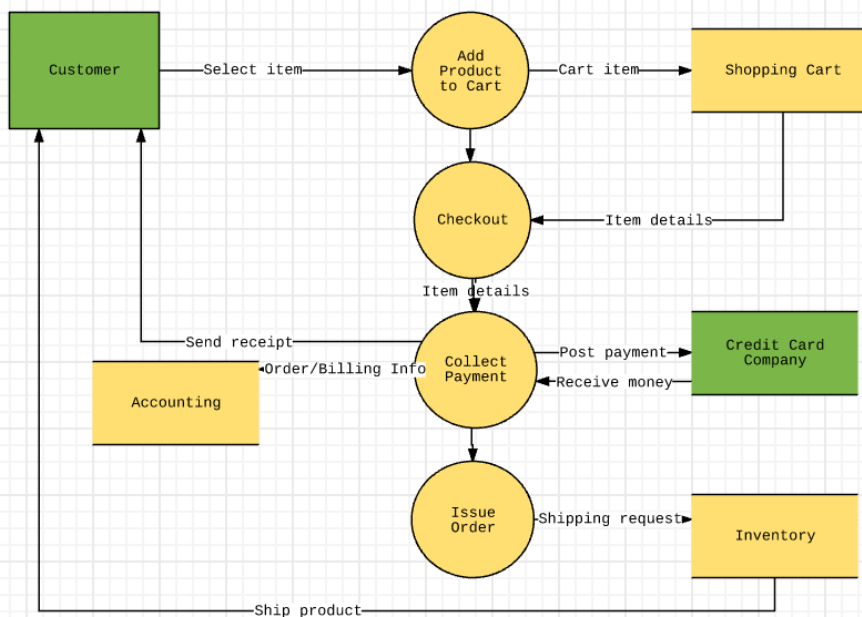 Customer
Select item
Add
Product
to Cart
Cart item
Shopping Cart
Checkout
Item details
Item details
Send receipt
Post payment
Credit Card
Company
Order/Billing Info
Collect
Payment
Receive money
Accounting
Issue
Order
Shipping request
Inventory
Ship product